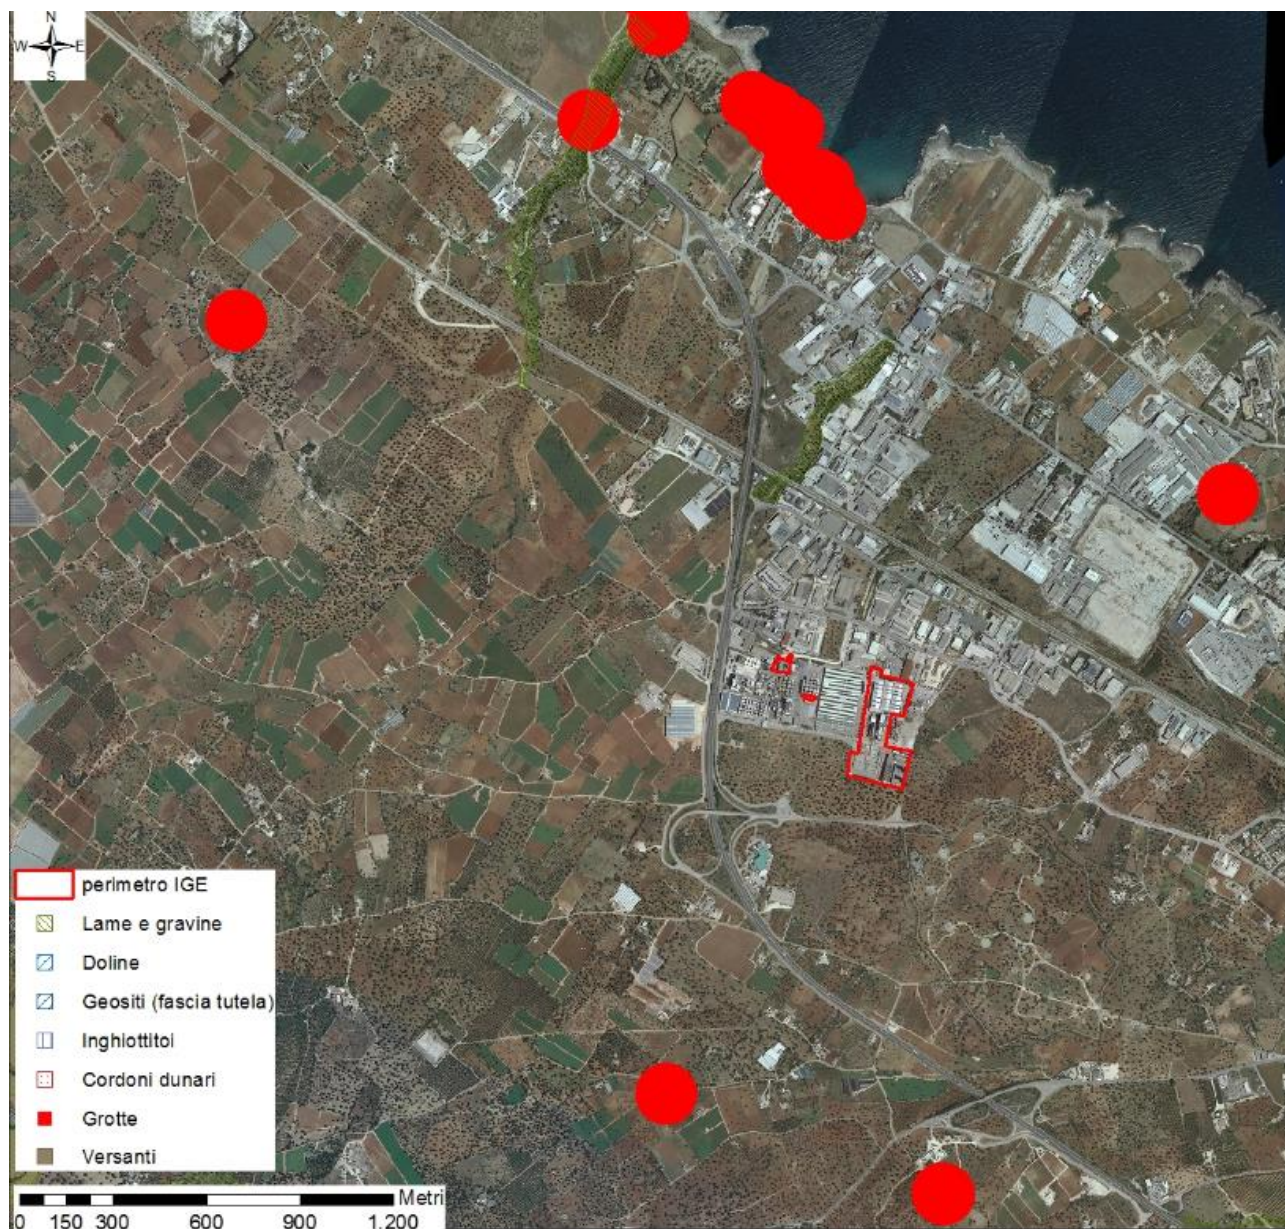 N
W E
S
perimetro IGE
Lame e gravine
Doline
Geositi (fascia tutela)
Inghiottitoi
Cordoni dunari
Grotte
Versanti
Metri
0 150 300 600 900 1.200